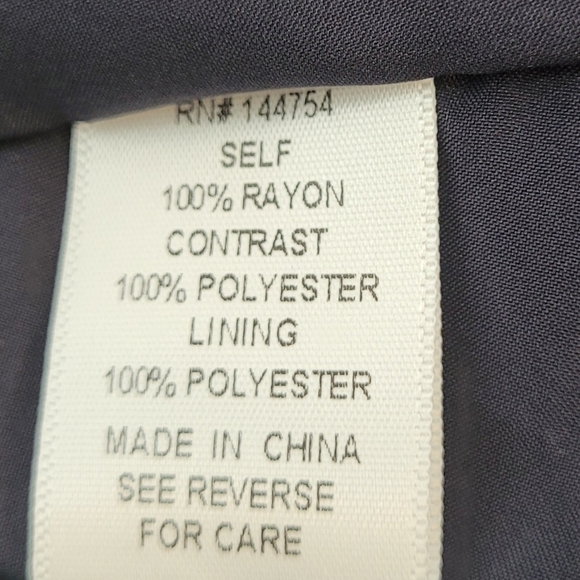 RN# 144754
SELF
100% RAYON
CONTRAST
100% POLYESTER
LINING
100% POLYESTER
MADE IN CHINA
SEE REVERSE
FOR CARE